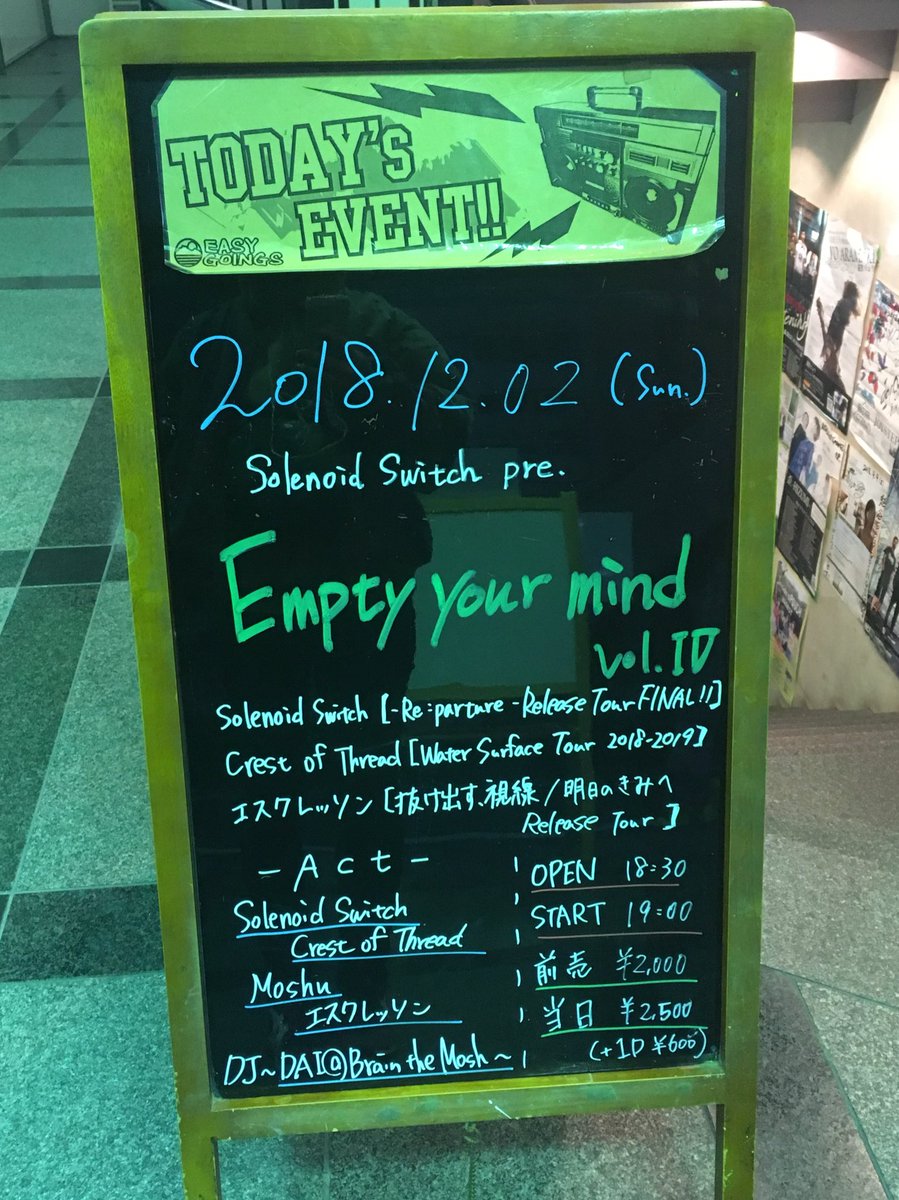 TODAY'S
EVENT!!
EASY
GOINGS
2018.12.02 (Sun.)
Solenoid Switch pre.
Empty your mind
vol.ID
Solenoid Switch [-Re:parture-Release Tour FINAL!!]
Crest of Thread [Water Surface Tour 2018-2019]
エスクレッソン [抜け出す、視線/明日のきみへ
Release Tour]
-Act-
OPEN 18:30
Solenoid Switch
START 19:00
Crest of Thread
前売 ¥2,000
Moshu
エスクレッソン
当日 ¥2,500
(+1D ¥600)
DJ~DAI@Brain the Mosh~